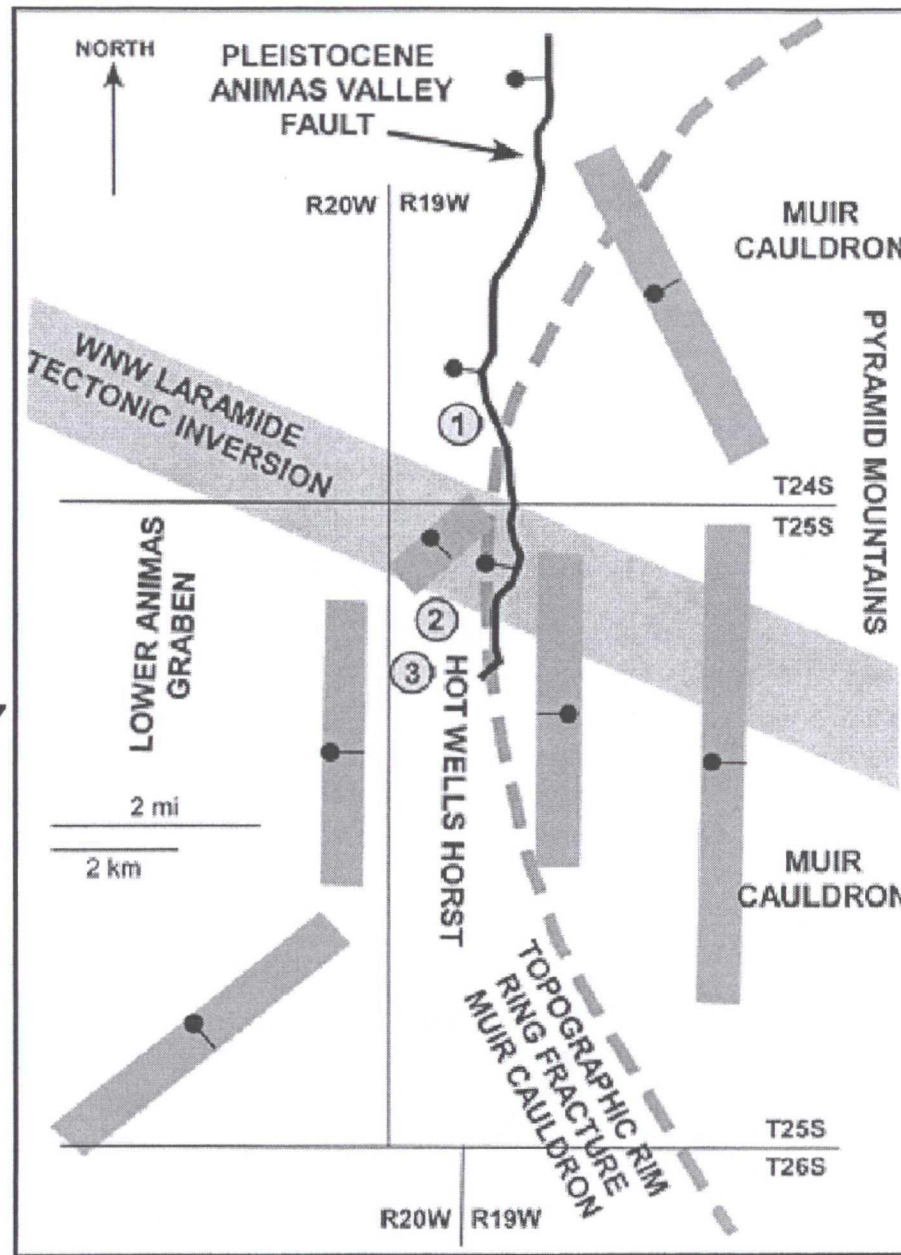 NORTH
PLEISTOCENE
ANIMAS VALLEY
FAULT
R20W
R19W
MUIR
CAULDRON
PYRAMID MOUNTAINS
WNW LARAMIDE
TECTONIC INVERSION
1
T24S
T25S
LOWER ANIMAS
GRABEN
2
3
HOT WELLS HORST
2 mi
2 km
MUIR
CAULDRON
TOPOGRAPHIC RIM
RING FRACTURE
MUIR CAULDRON
T25S
T26S
R20W
R19W